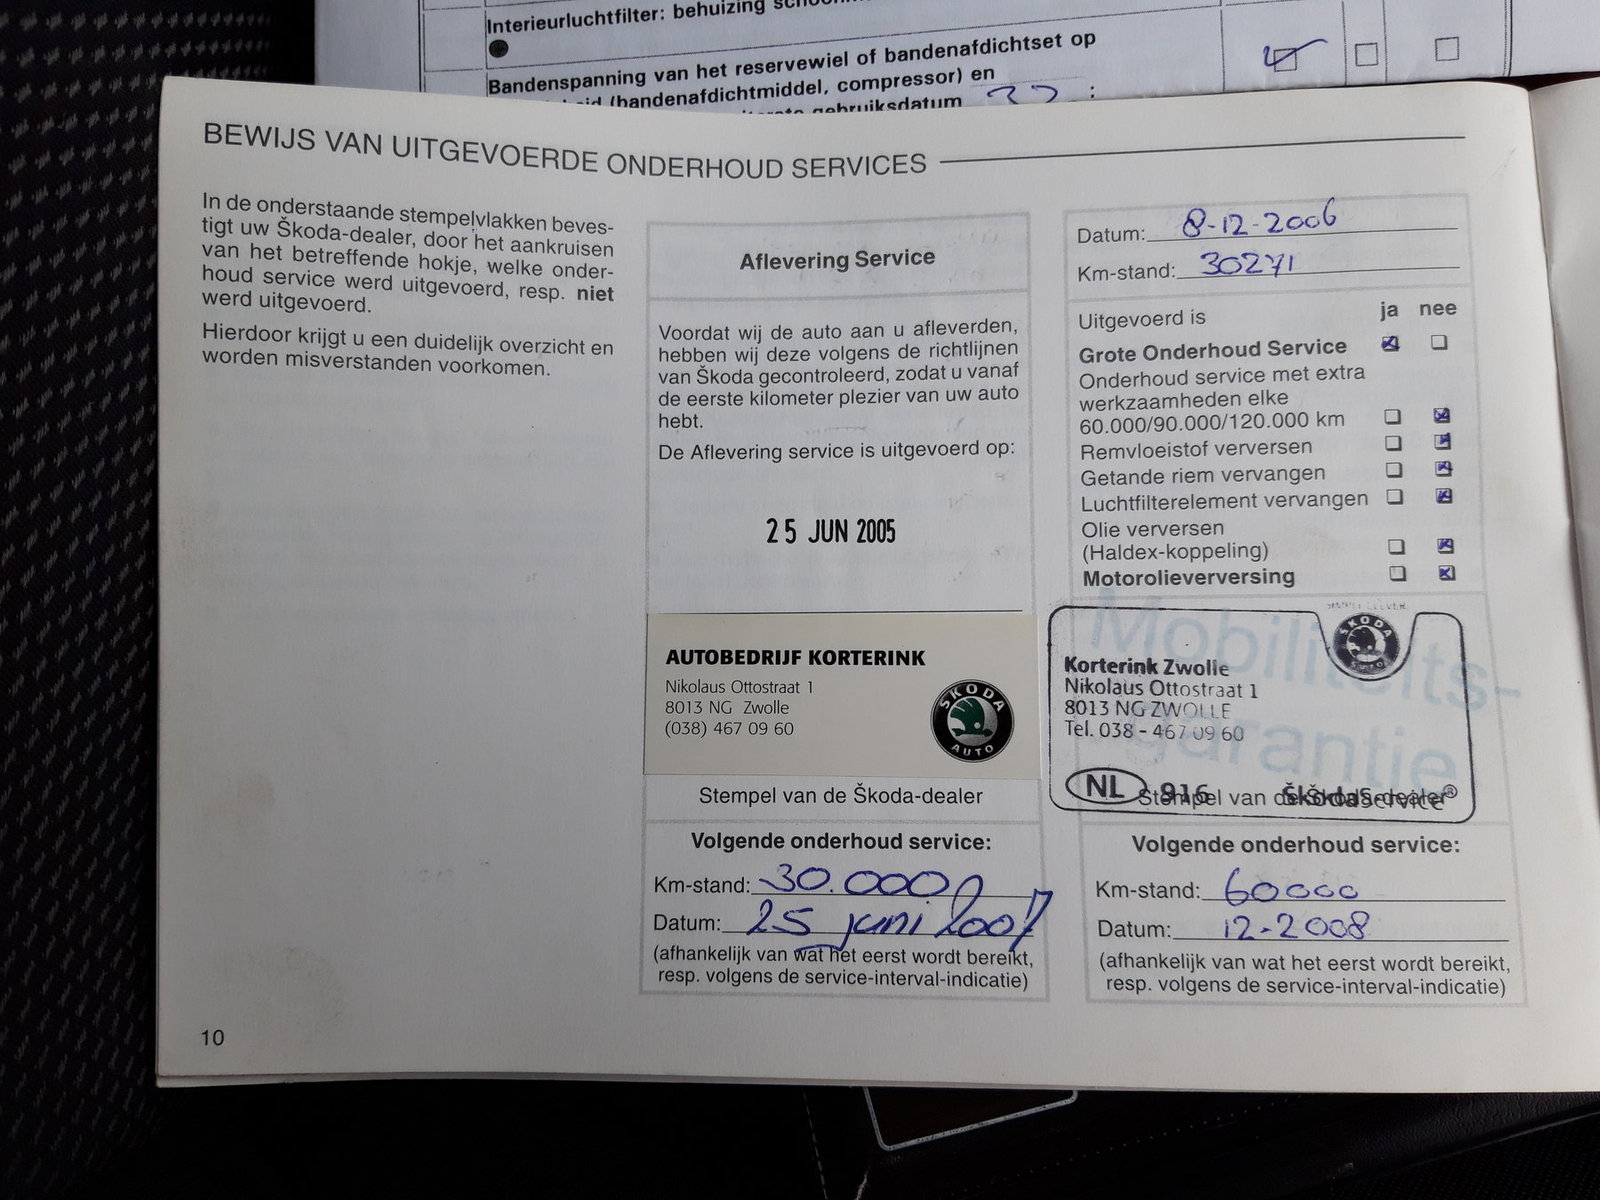 Interieurluchtfilter: behuizing
Bandenspanning van het reservewiel of bandenafdichtset op
(bandenafdichtmiddel, compressor) en
gebruiksdatum
BEWIJS VAN UITGEVOERDE ONDERHOUD SERVICES
In de onderstaande stempelvlakken beves-
tigt uw Škoda-dealer, door het aankruisen
van het betreffende hokje, welke onder-
houd service werd uitgevoerd, resp. niet
werd uitgevoerd.
Hierdoor krijgt u een duidelijk overzicht en
worden misverstanden voorkomen.
10
Aflevering Service
Voordat wij de auto aan u afleverden,
hebben wij deze volgens de richtlijnen
van Škoda gecontroleerd, zodat u vanaf
de eerste kilometer plezier van uw auto
hebt.
De Aflevering service is uitgevoerd op:
25 JUN 2005
AUTOBEDRIJF KORTERINK
Nikolaus Ottostraat 1
8013 NG Zwolle
(038) 467 09 60
ŠKODA
AUTO
Stempel van de Škoda-dealer
Volgende onderhoud service:
Km-stand: 30.000
Datum: 25 juni 2007
(afhankelijk van wat het eerst wordt bereikt,
resp. volgens de service-interval-indicatie)
Datum: 8-12-2006
Km-stand: 30271
Uitgevoerd is ja nee
Grote Onderhoud Service
Onderhoud service met extra
werkzaamheden elke
60.000/90.000/120.000 km
Remvloeistof verversen
Getande riem vervangen
Luchtfilterelement vervangen
Olie verversen
(Haldex-koppeling)
Motorolieverversing
Mobiliteits-
garantie
ŠKODA
AUTO
Korterink Zwolle
Nikolaus Ottostraat 1
8013 NG ZWOLLE
Tel. 038 - 467 09 60
NL 916 ŠkodaService®
Stempel van de Škoda-dealer
Volgende onderhoud service:
Km-stand: 60000
Datum: 12-2008
(afhankelijk van wat het eerst wordt bereikt,
resp. volgens de service-interval-indicatie)